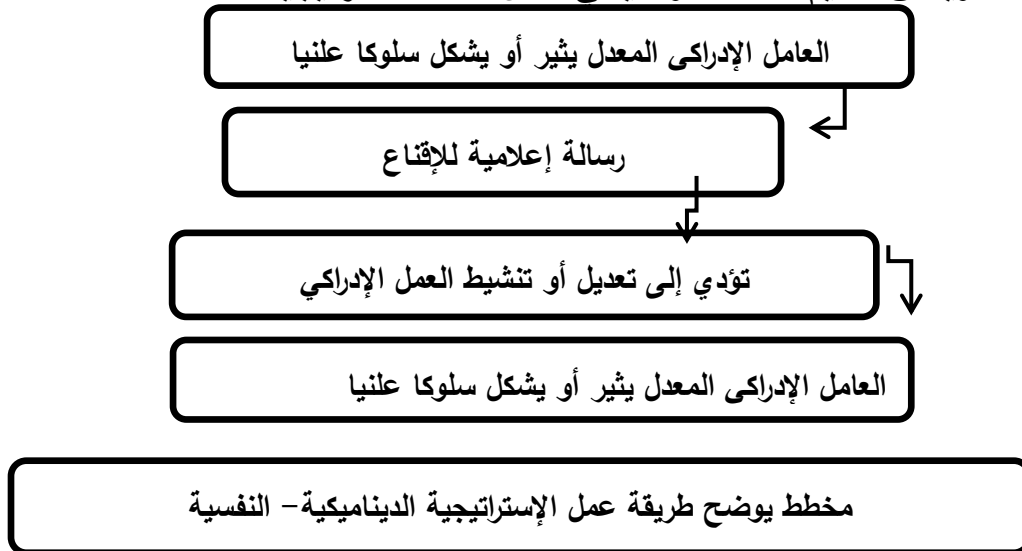 العامل الإدراكى المعدل يثير أو يشكل سلوكا علنيا
رسالة إعلامية للإقناع
تؤدي إلى تعديل أو تنشيط العمل الإدراكي
العامل الإدراكى المعدل يثير أو يشكل سلوكا علنيا
مخطط يوضح طريقة عمل الإستراتيجية الديناميكية– النفسية